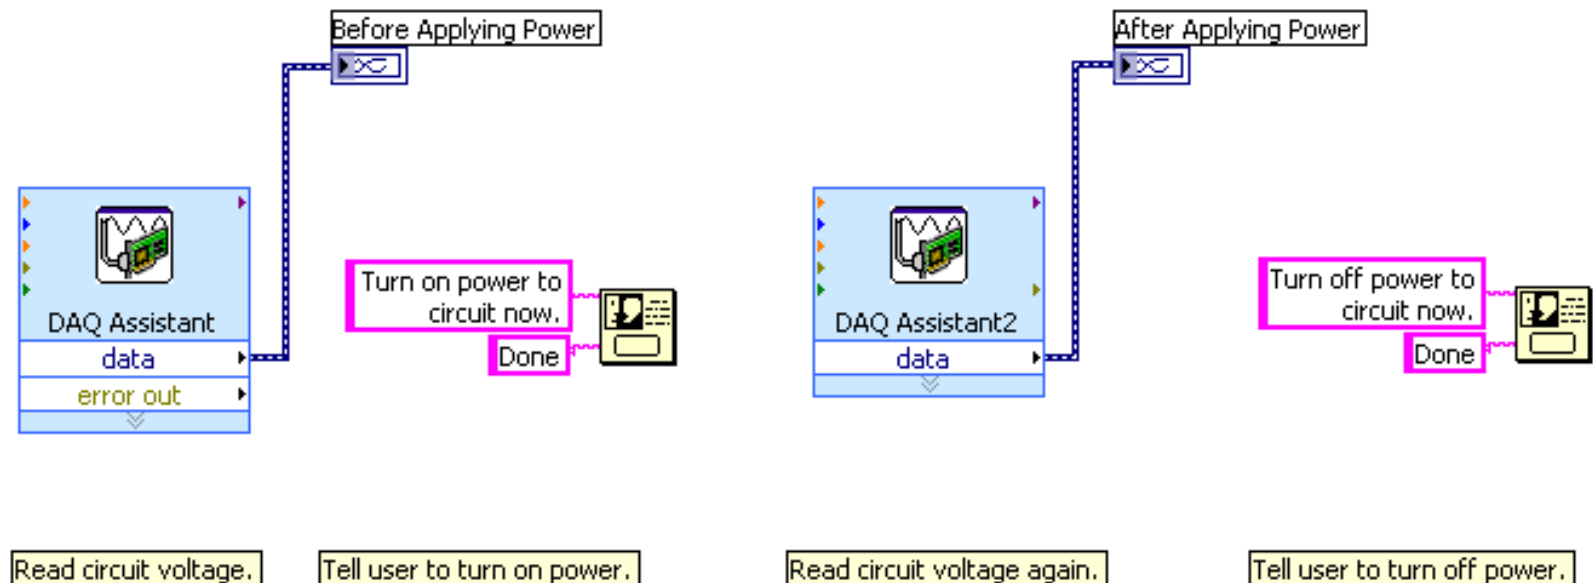 Before Applying Power
After Applying Power
Turn on power to
circuit now.
Done
DAQ Assistant
data
error out
Turn off power to
circuit now.
Done
DAQ Assistant2
data
Read circuit voltage.
Tell user to turn on power.
Read circuit voltage again.
Tell user to turn off power.